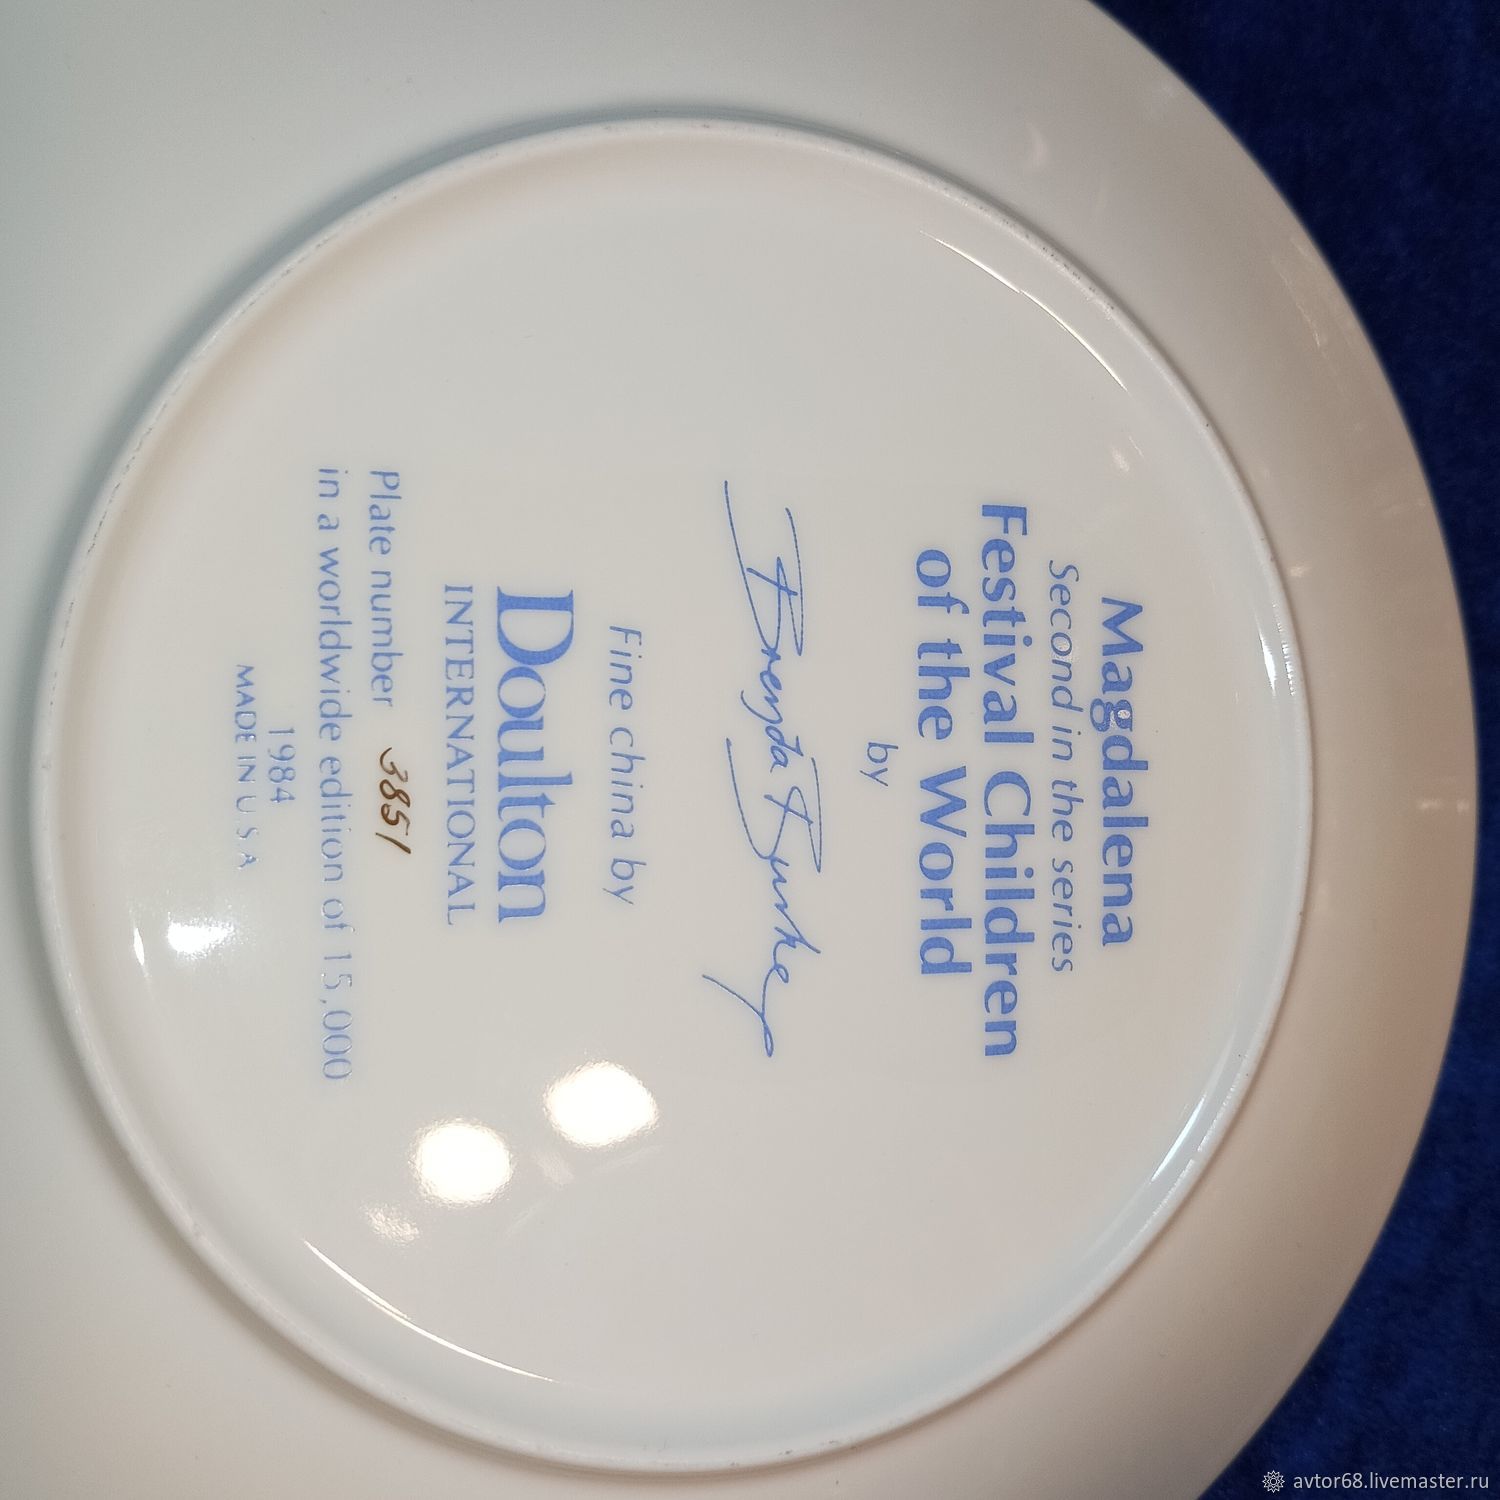 Magdalena
Second in the series
Festival Children
of the World
by
Brenda Burke
Fine china by
Doulton
INTERNATIONAL
Plate number 3851
in a worldwide edition of 15,000
1984
MADE IN U.S.A
avtor68.livemaster.ru